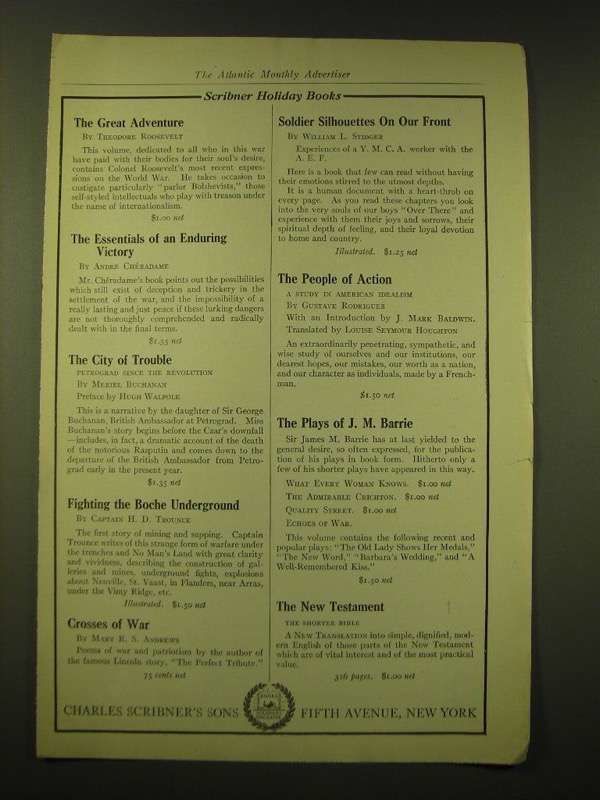 The Atlantic Monthly Advertiser
Scribner Holiday Books
The Great Adventure
By Theodore Roosevelt
This volume, dedicated to all who in this war
have paid with their bodies for their soul's desire,
contains Colonel Roosevelt's most recent expres-
sions on the World War. He takes occasion to
castigate particularly "parlor Bolshevists," those
self-styled intellectuals who play with treason under
the name of internationalism.
$1.00 net
The Essentials of an Enduring
Victory
By André Chéradame
Mr. Chéradame's book points out the possibilities
which still exist of deception and trickery in the
settlement of the war, and the impossibility of a
really lasting and just peace if these lurking dangers
are not thoroughly comprehended and radically
dealt with in the final terms.
$1.55 net
The City of Trouble
PETROGRAD SINCE THE REVOLUTION
By Meriel Buchanan
Preface by Hugh Walpole
This is a narrative by the daughter of Sir George
Buchanan, British Ambassador at Petrograd. Miss
Buchanan's story begins before the Czar's downfall
—includes, in fact, a dramatic account of the death
of the notorious Rasputin and comes down to the
departure of the British Ambassador from Petro-
grad early in the present year.
$1.35 net
Fighting the Boche Underground
By Captain H. D. Trounce
The first story of mining and sapping. Captain
Trounce writes of this strange form of warfare under
the trenches and No Man's Land with great clarity
and vividness, describing the construction of gal-
leries and mines, underground fights, explosions
about Neuville, St. Vaast, in Flanders, near Arras,
under the Vimy Ridge, etc.
Illustrated. $1.50 net
Crosses of War
By Mary R. S. Andrews
Poems of war and patriotism by the author of
the famous Lincoln story, "The Perfect Tribute."
75 cents net
Soldier Silhouettes On Our Front
By William L. Stidger
Experiences of a Y. M. C. A. worker with the
A. E. F.
Here is a book that few can read without having
their emotions stirred to the utmost depths.
It is a human document with a heart-throb on
every page. As you read these chapters you look
into the very souls of our boys "Over There" and
experience with them their joys and sorrows, their
spiritual depth of feeling, and their loyal devotion
to home and country.
Illustrated. $1.25 net
The People of Action
A STUDY IN AMERICAN IDEALISM
By Gustave Rodrigues
With an Introduction by J. Mark Baldwin.
Translated by Louise Seymour Houghton
An extraordinarily penetrating, sympathetic, and
wise study of ourselves and our institutions, our
dearest hopes, our mistakes, our worth as a nation,
and our character as individuals, made by a French-
man.
$1.50 net
The Plays of J. M. Barrie
Sir James M. Barrie has at last yielded to the
general desire, so often expressed, for the publica-
tion of his plays in book form. Hitherto only a
few of his shorter plays have appeared in this way.
What Every Woman Knows. $1.00 net
The Admirable Crichton. $1.00 net
Quality Street. $1.00 net
Echoes of War.
This volume contains the following recent and
popular plays: "The Old Lady Shows Her Medals,"
"The New Word," "Barbara's Wedding," and "A
Well-Remembered Kiss."
$1.50 net
The New Testament
THE SHORTER BIBLE
A New Translation into simple, dignified, mod-
ern English of those parts of the New Testament
which are of vital interest and of the most practical
value.
316 pages. $1.00 net
CHARLES SCRIBNER'S SONS
FIFTH AVENUE, NEW YORK